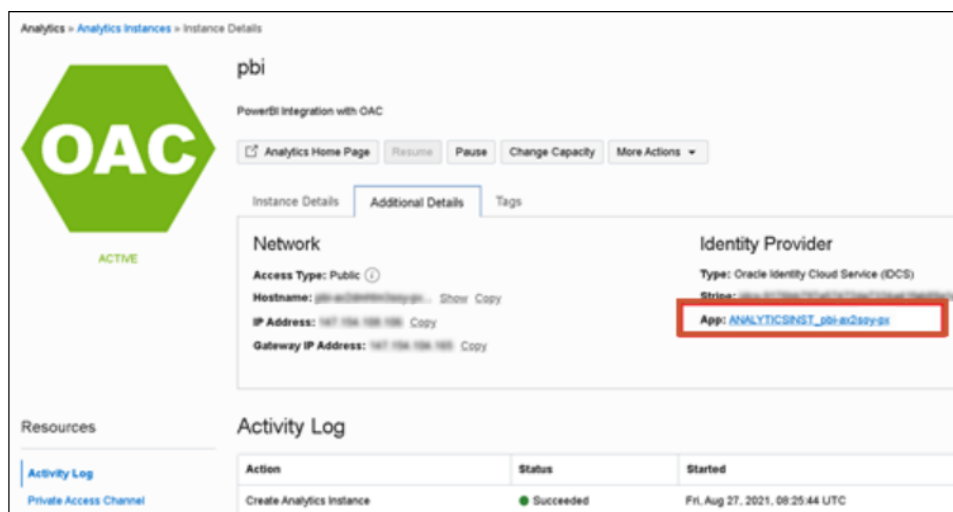 Analytics » Analytics Instances » Instance Details
OAC
ACTIVE
pbi
PowerBI Integration with OAC
Analytics Home Page Resume Pause Change Capacity More Actions
Instance Details Additional Details Tags
Network
Access Type: Public
Hostname: Show Copy
IP Address: Copy
Gateway IP Address: Copy
Identity Provider
Type: Oracle Identity Cloud Service (IDCS)
Stripe:
App: ANALYTICSINST_pbi-ax2soy-px
Resources
Activity Log
Private Access Channel
Activity Log
Action Status Started
Create Analytics Instance Succeeded Fri, Aug 27, 2021, 08:25:44 UTC